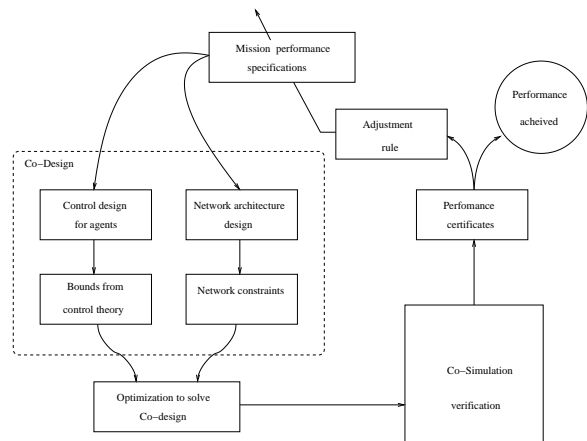 Mission performance
specifications
Performance
acheived
Adjustment
rule
Co-Design
Control design
for agents
Network architecture
design
Perfomance
certificates
Bounds from
control theory
Network constraints
Co-Simulation
verification
Optimization to solve
Co-design